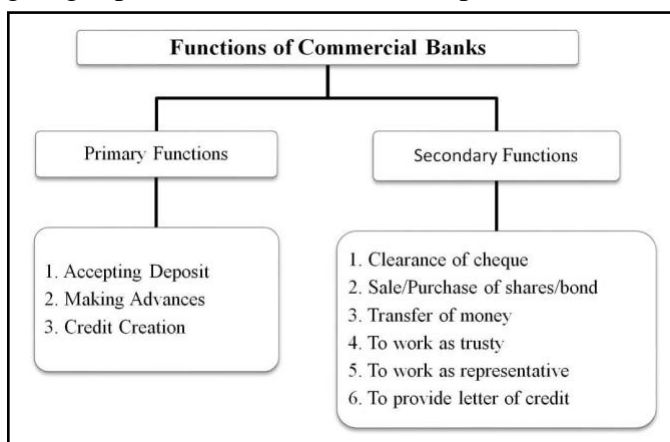 Functions of Commercial Banks
Primary Functions
Secondary Functions
1. Accepting Deposit
2. Making Advances
3. Credit Creation
1. Clearance of cheque
2. Sale/Purchase of shares/bond
3. Transfer of money
4. To work as trusty
5. To work as representative
6. To provide letter of credit